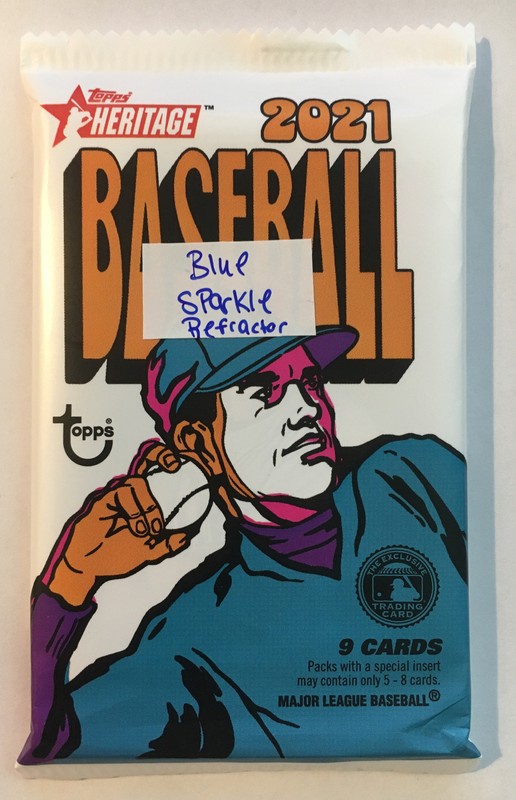 topps
HERITAGE™
2021
BASEBALL
Blue
Sparkle
Refractor
topps
THE EXCLUSIVE
TRADING
CARD
9 CARDS
Packs with a special insert
may contain only 5 - 8 cards.
MAJOR LEAGUE BASEBALL®